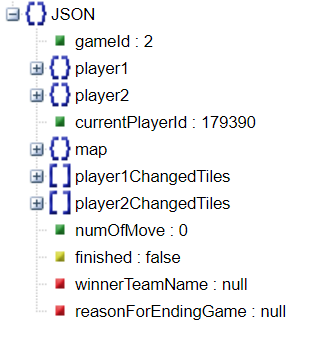 JSON
gameId : 2
player1
player2
currentPlayerId : 179390
map
player1ChangedTiles
player2ChangedTiles
numOfMove : 0
finished : false
winnerTeamName : null
reasonForEndingGame : null